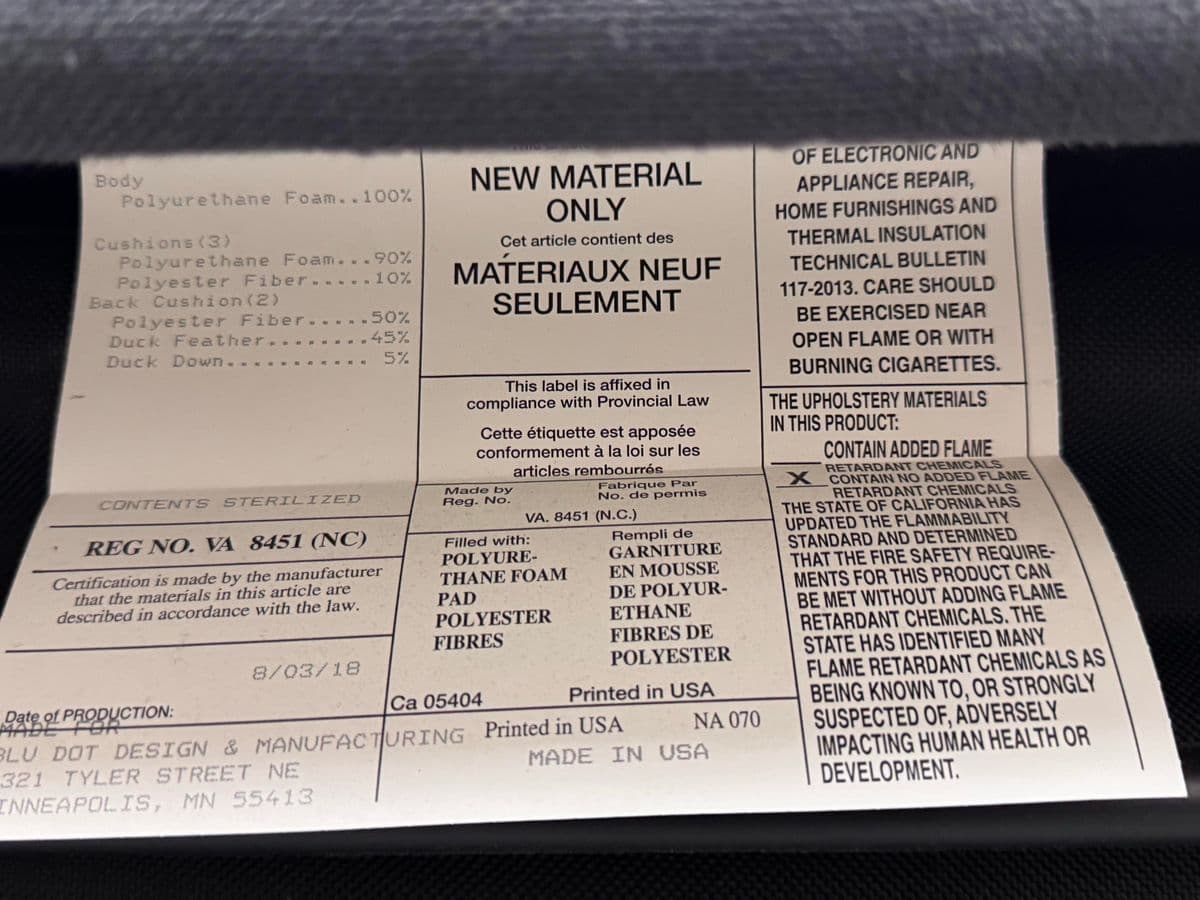 Body
Polyurethane Foam..100%
Cushions(3)
Polyurethane Foam...90%
Polyester Fiber......10%
Back Cushion(2)
Polyester Fiber......50%
Duck Feather.........45%
Duck Down............ 5%
CONTENTS STERILIZED
REG NO. VA 8451 (NC)
Certification is made by the manufacturer
that the materials in this article are
described in accordance with the law.
8/03/18
Date of PRODUCTION:
MADE FOR
BLU DOT DESIGN & MANUFACTURING
321 TYLER STREET NE
INNEAPOLIS, MN 55413
NEW MATERIAL
ONLY
Cet article contient des
MATÉRIAUX NEUF
SEULEMENT
This label is affixed in
compliance with Provincial Law
Cette étiquette est apposée
conformement à la loi sur les
articles rembourrés
Made by Fabrique Par
Reg. No. No. de permis
VA. 8451 (N.C.)
Filled with: Rempli de
POLYURE- GARNITURE
THANE FOAM EN MOUSSE
PAD DE POLYUR-
POLYESTER ETHANE
FIBRES FIBRES DE
POLYESTER
Ca 05404 Printed in USA
Printed in USA NA 070
MADE IN USA
OF ELECTRONIC AND
APPLIANCE REPAIR,
HOME FURNISHINGS AND
THERMAL INSULATION
TECHNICAL BULLETIN
117-2013. CARE SHOULD
BE EXERCISED NEAR
OPEN FLAME OR WITH
BURNING CIGARETTES.
THE UPHOLSTERY MATERIALS
IN THIS PRODUCT:
CONTAIN ADDED FLAME
RETARDANT CHEMICALS
X CONTAIN NO ADDED FLAME
RETARDANT CHEMICALS
THE STATE OF CALIFORNIA HAS
UPDATED THE FLAMMABILITY
STANDARD AND DETERMINED
THAT THE FIRE SAFETY REQUIRE-
MENTS FOR THIS PRODUCT CAN
BE MET WITHOUT ADDING FLAME
RETARDANT CHEMICALS. THE
STATE HAS IDENTIFIED MANY
FLAME RETARDANT CHEMICALS AS
BEING KNOWN TO, OR STRONGLY
SUSPECTED OF, ADVERSELY
IMPACTING HUMAN HEALTH OR
DEVELOPMENT.